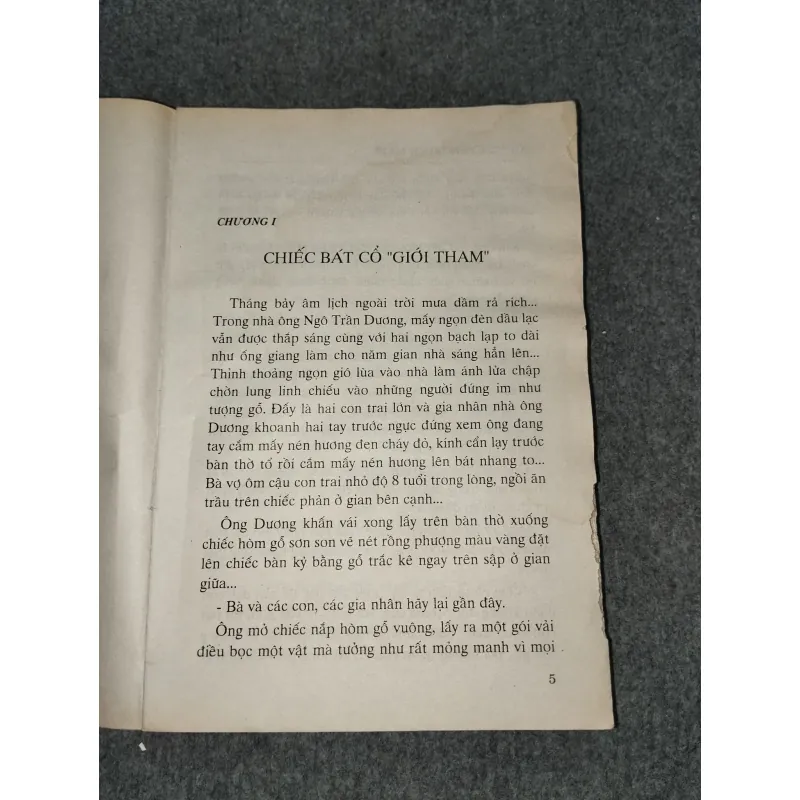 CHƯƠNG I
CHIẾC BÁT CỔ "GIỚI THAM"
Tháng bảy âm lịch ngoài trời mưa dầm rả rích...
Trong nhà ông Ngô Trần Dương, mấy ngọn đèn dầu lạc
vẫn được thắp sáng cùng với hai ngọn bạch lạp to dài
như ống giang làm cho năm gian nhà sáng hẳn lên...
Thỉnh thoảng ngọn gió lùa vào nhà làm ánh lửa chập
chờn lung linh chiếu vào những người đứng im như
tượng gỗ. Đấy là hai con trai lớn và gia nhân nhà ông
Dương khoanh hai tay trước ngực đứng xem ông đang
tay cầm mấy nén hương đen cháy đỏ, kính cẩn lạy trước
bàn thờ tổ rồi cắm mấy nén hương lên bát nhang to...
Bà vợ ôm cậu con trai nhỏ độ 8 tuổi trong lòng, ngồi ăn
trầu trên chiếc phản ở gian bên cạnh...
Ông Dương khấn vái xong lấy trên bàn thờ xuống
chiếc hòm gỗ sơn son vẽ nét rồng phượng màu vàng đặt
lên chiếc bàn kỷ bằng gỗ trắc kê ngay trên sập ở gian
giữa...
- Bà và các con, các gia nhân hãy lại gần đây.
Ông mở chiếc nắp hòm gỗ vuông, lấy ra một gói vải
điều bọc một vật mà tưởng như rất mỏng manh vì mọi
5